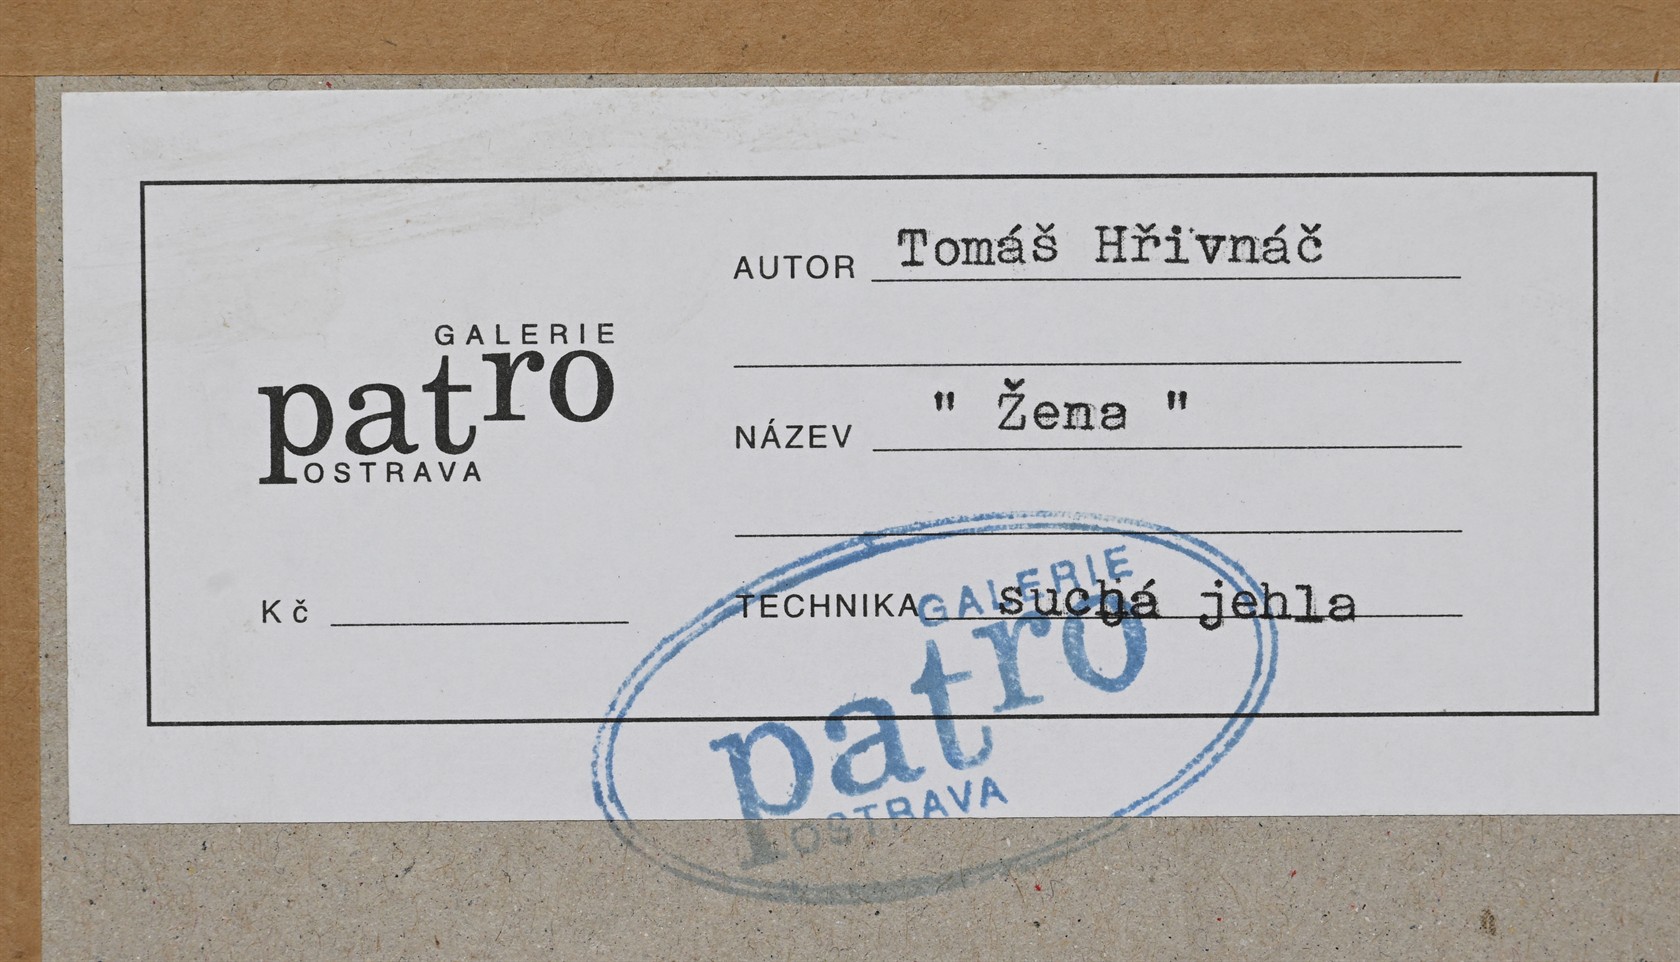 AUTOR Tomáš Hřivnáč
GALERIE
patro
OSTRAVA
NÁZEV " Žena "
Kč
TECHNIKA suchá jehla
GALERIE
patro
OSTRAVA